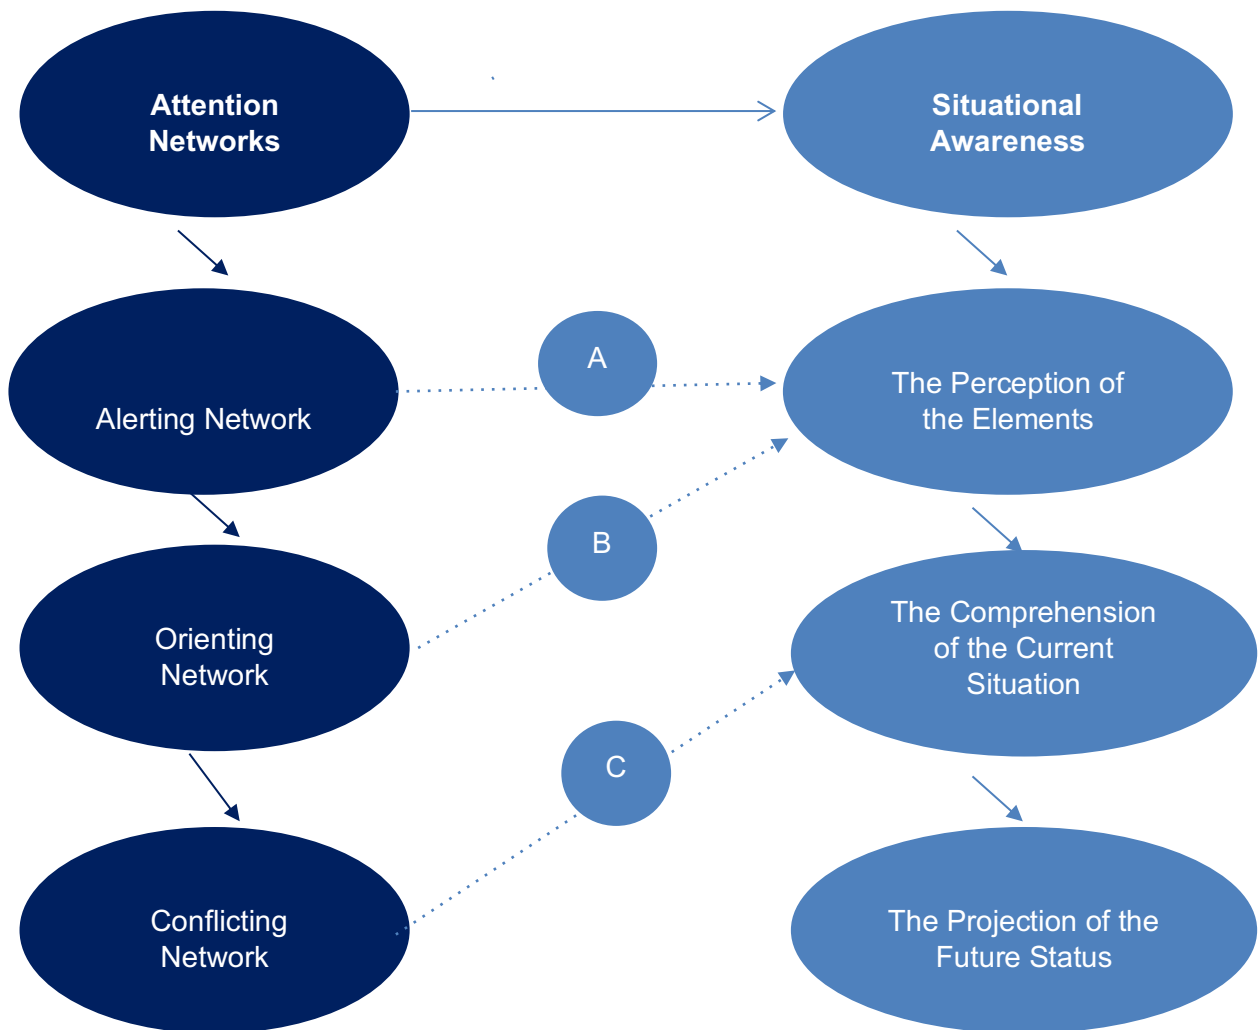 Attention
Networks
Situational
Awareness
Alerting Network
A
The Perception of
the Elements
Orienting
Network
B
The Comprehension
of the Current
Situation
Conflicting
Network
C
The Projection of the
Future Status